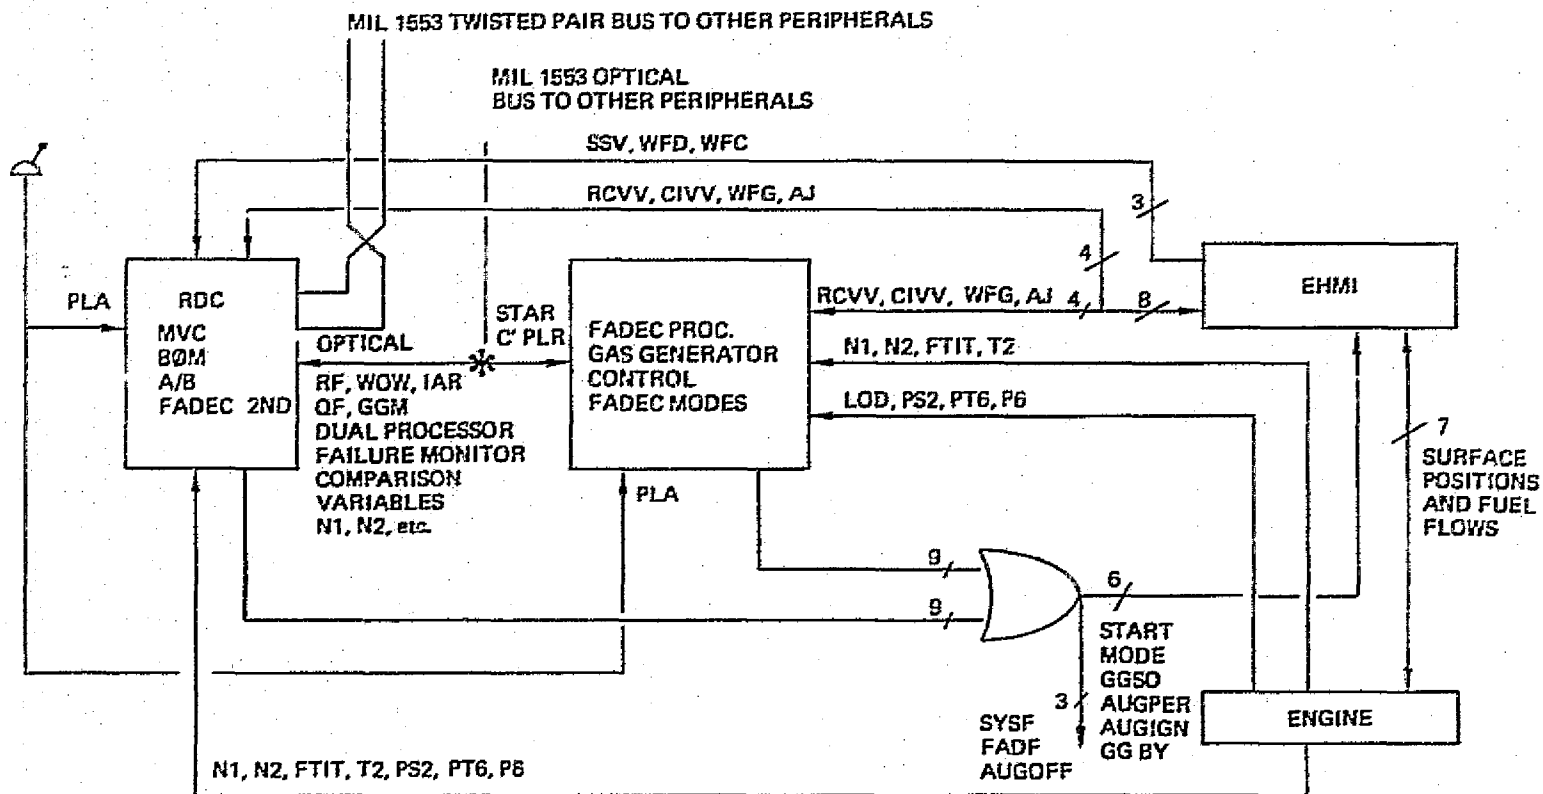 MIL 1553 TWISTED PAIR BUS TO OTHER PERIPHERALS
MIL 1553 OPTICAL
BUS TO OTHER PERIPHERALS
SSV, WFD, WFC
RCVV, CIVV, WFG, AJ
3
4
PLA
RDC
MVC
BØM
A/B
FADEC 2ND
OPTICAL
RF, WOW, IAR
QF, GGM
DUAL PROCESSOR
FAILURE MONITOR
COMPARISON
VARIABLES
N1, N2, etc.
STAR
C' PLR
FADEC PROC.
GAS GENERATOR
CONTROL
FADEC MODES
RCVV, CIVV, WFG, AJ
4
8
EHMI
N1, N2, FTIT, T2
LOD, PS2, PT6, P6
7
SURFACE
POSITIONS
AND FUEL
FLOWS
PLA
9
9
6
START
MODE
GGSO
AUGPER
AUGIGN
GG BY
3
SYSF
FADF
AUGOFF
ENGINE
N1, N2, FTIT, T2, PS2, PT6, P6